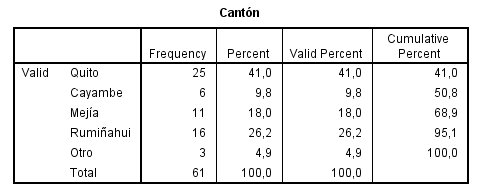 Cantón
Frequency Percent Valid Percent Cumulative Percent
Valid Quito 25 41,0 41,0 41,0
Cayambe 6 9,8 9,8 50,8
Mejía 11 18,0 18,0 68,9
Rumiñahui 16 26,2 26,2 95,1
Otro 3 4,9 4,9 100,0
Total 61 100,0 100,0